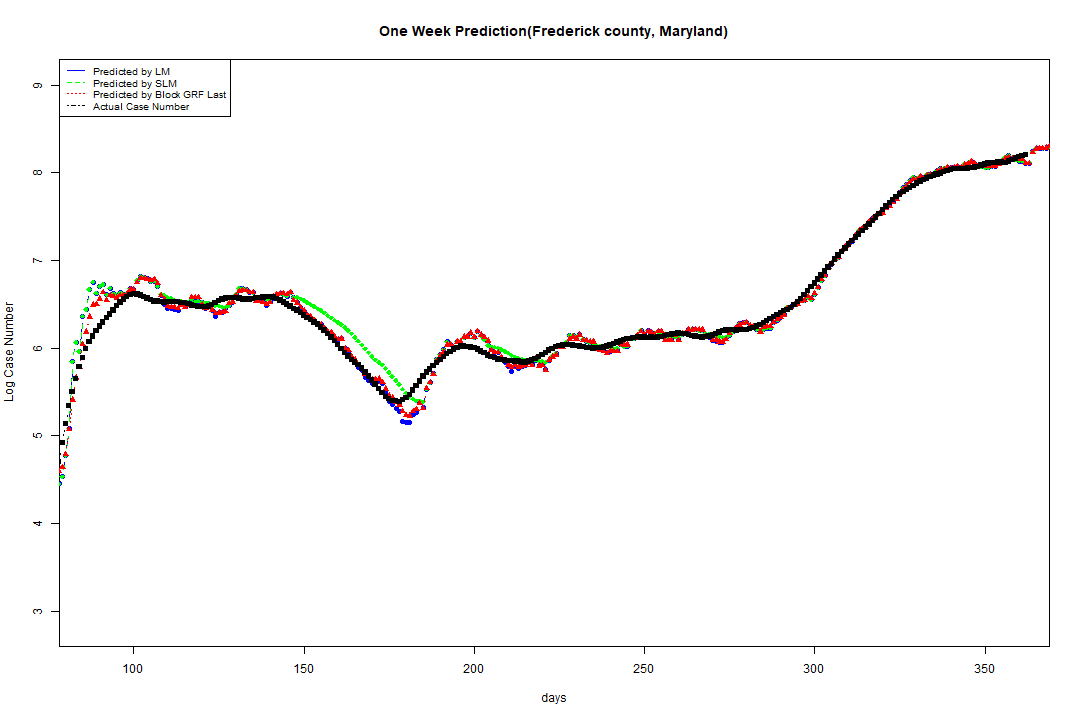 One Week Prediction(Frederick county, Maryland)
Predicted by LM
Predicted by SLM
Predicted by Block GRF Last
Actual Case Number
9
8
7
6
5
4
3
Log Case Number
100 150 200 250 300 350
days